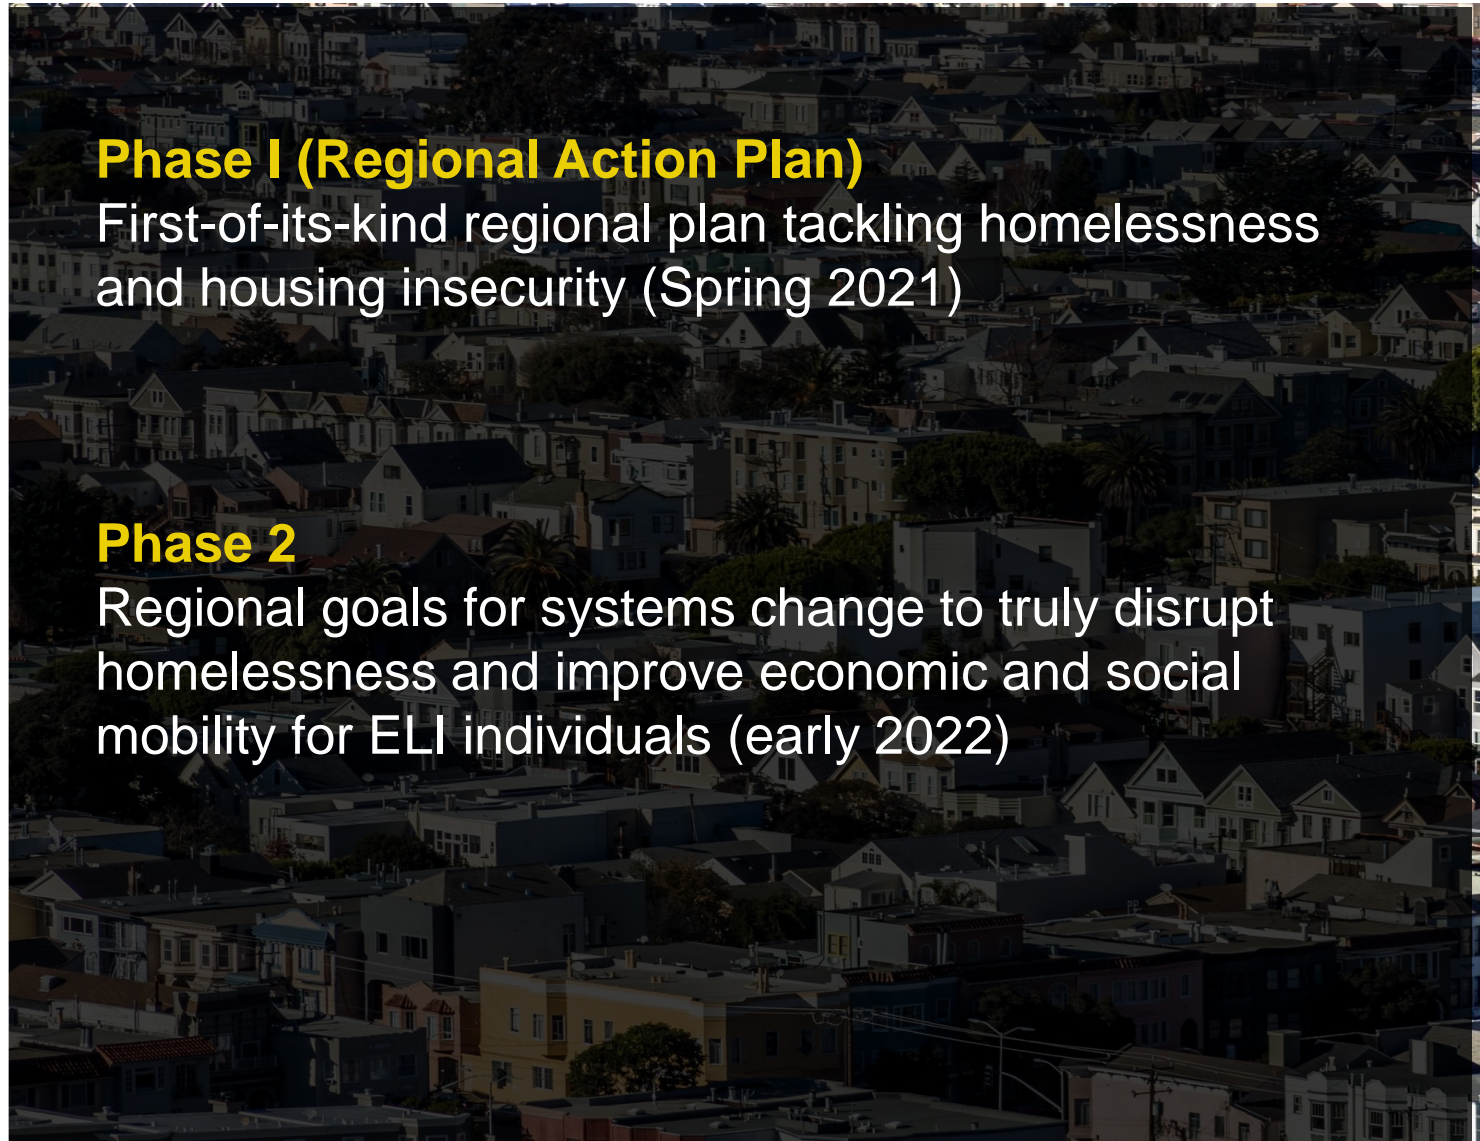 Phase I (Regional Action Plan)
First-of-its-kind regional plan tackling homelessness
and housing insecurity (Spring 2021)
Phase 2
Regional goals for systems change to truly disrupt
homelessness and improve economic and social
mobility for ELI individuals (early 2022)